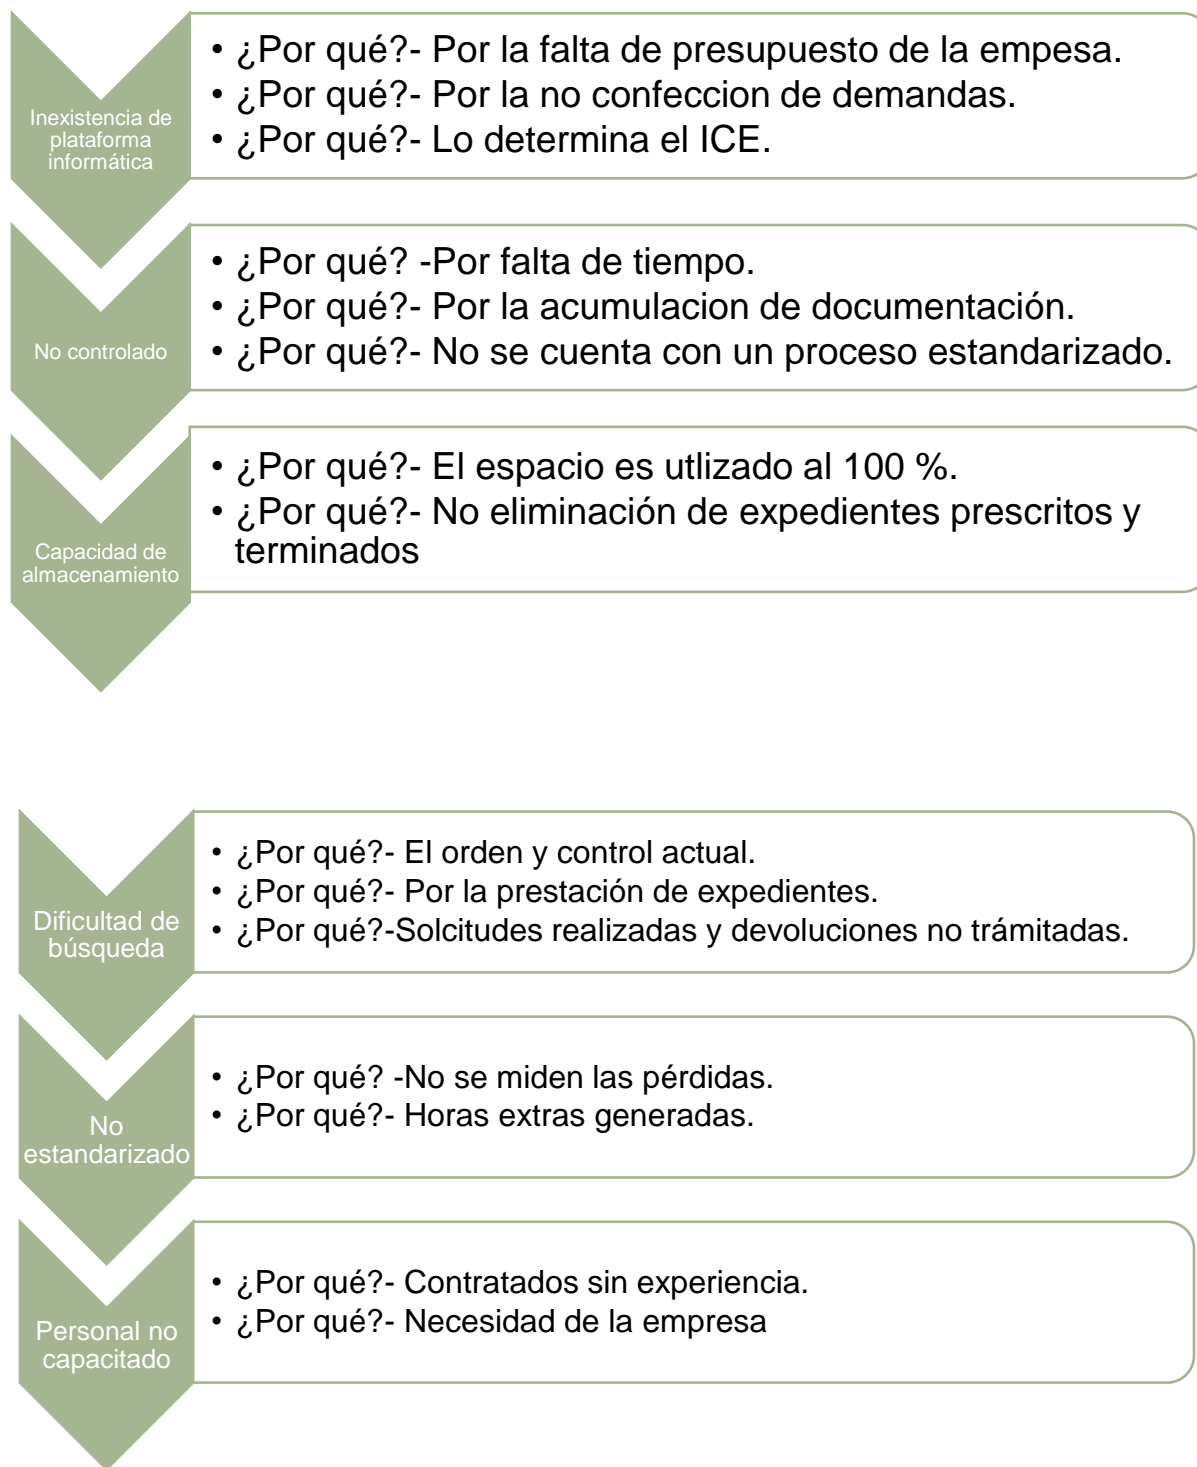 Inexistencia de
plataforma
informática
• ¿Por qué?- Por la falta de presupuesto de la empesa.
• ¿Por qué?- Por la no confeccion de demandas.
• ¿Por qué?- Lo determina el ICE.
No controlado
• ¿Por qué? -Por falta de tiempo.
• ¿Por qué?- Por la acumulacion de documentación.
• ¿Por qué?- No se cuenta con un proceso estandarizado.
Capacidad de
almacenamiento
• ¿Por qué?- El espacio es utlizado al 100 %.
• ¿Por qué?- No eliminación de expedientes prescritos y
terminados
Dificultad de
búsqueda
• ¿Por qué?- El orden y control actual.
• ¿Por qué?- Por la prestación de expedientes.
• ¿Por qué?-Solcitudes realizadas y devoluciones no trámitadas.
No
estandarizado
• ¿Por qué? -No se miden las pérdidas.
• ¿Por qué?- Horas extras generadas.
Personal no
capacitado
• ¿Por qué?- Contratados sin experiencia.
• ¿Por qué?- Necesidad de la empresa